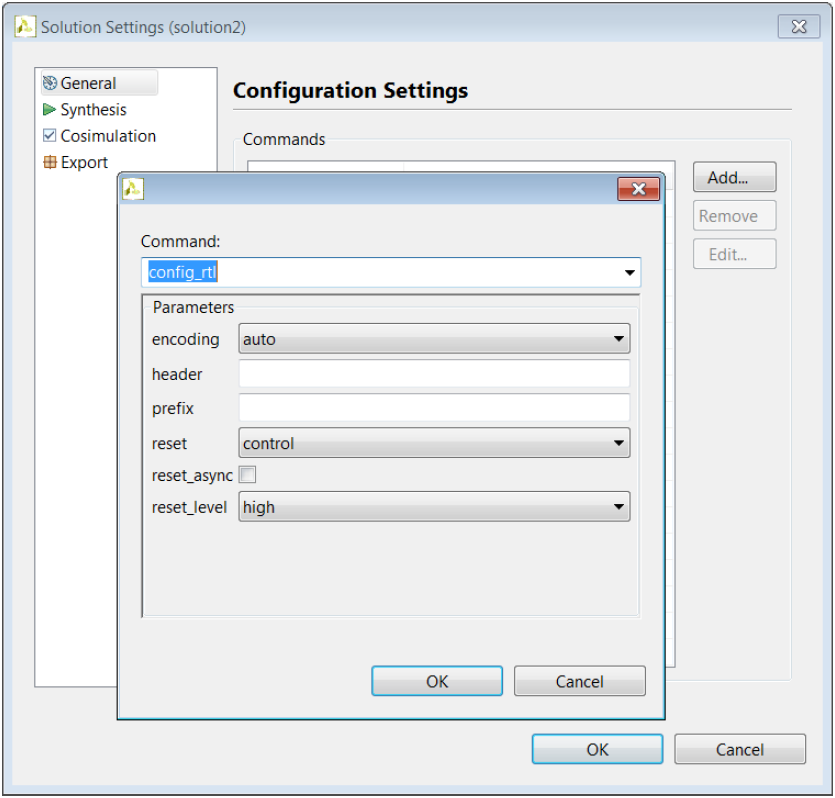 Solution Settings (solution2)
General
Synthesis
Cosimulation
Export
Configuration Settings
Commands
Add...
Remove
Edit...
Command:
config_rtl
Parameters
encoding auto
header
prefix
reset control
reset_async
reset_level high
OK Cancel
OK Cancel